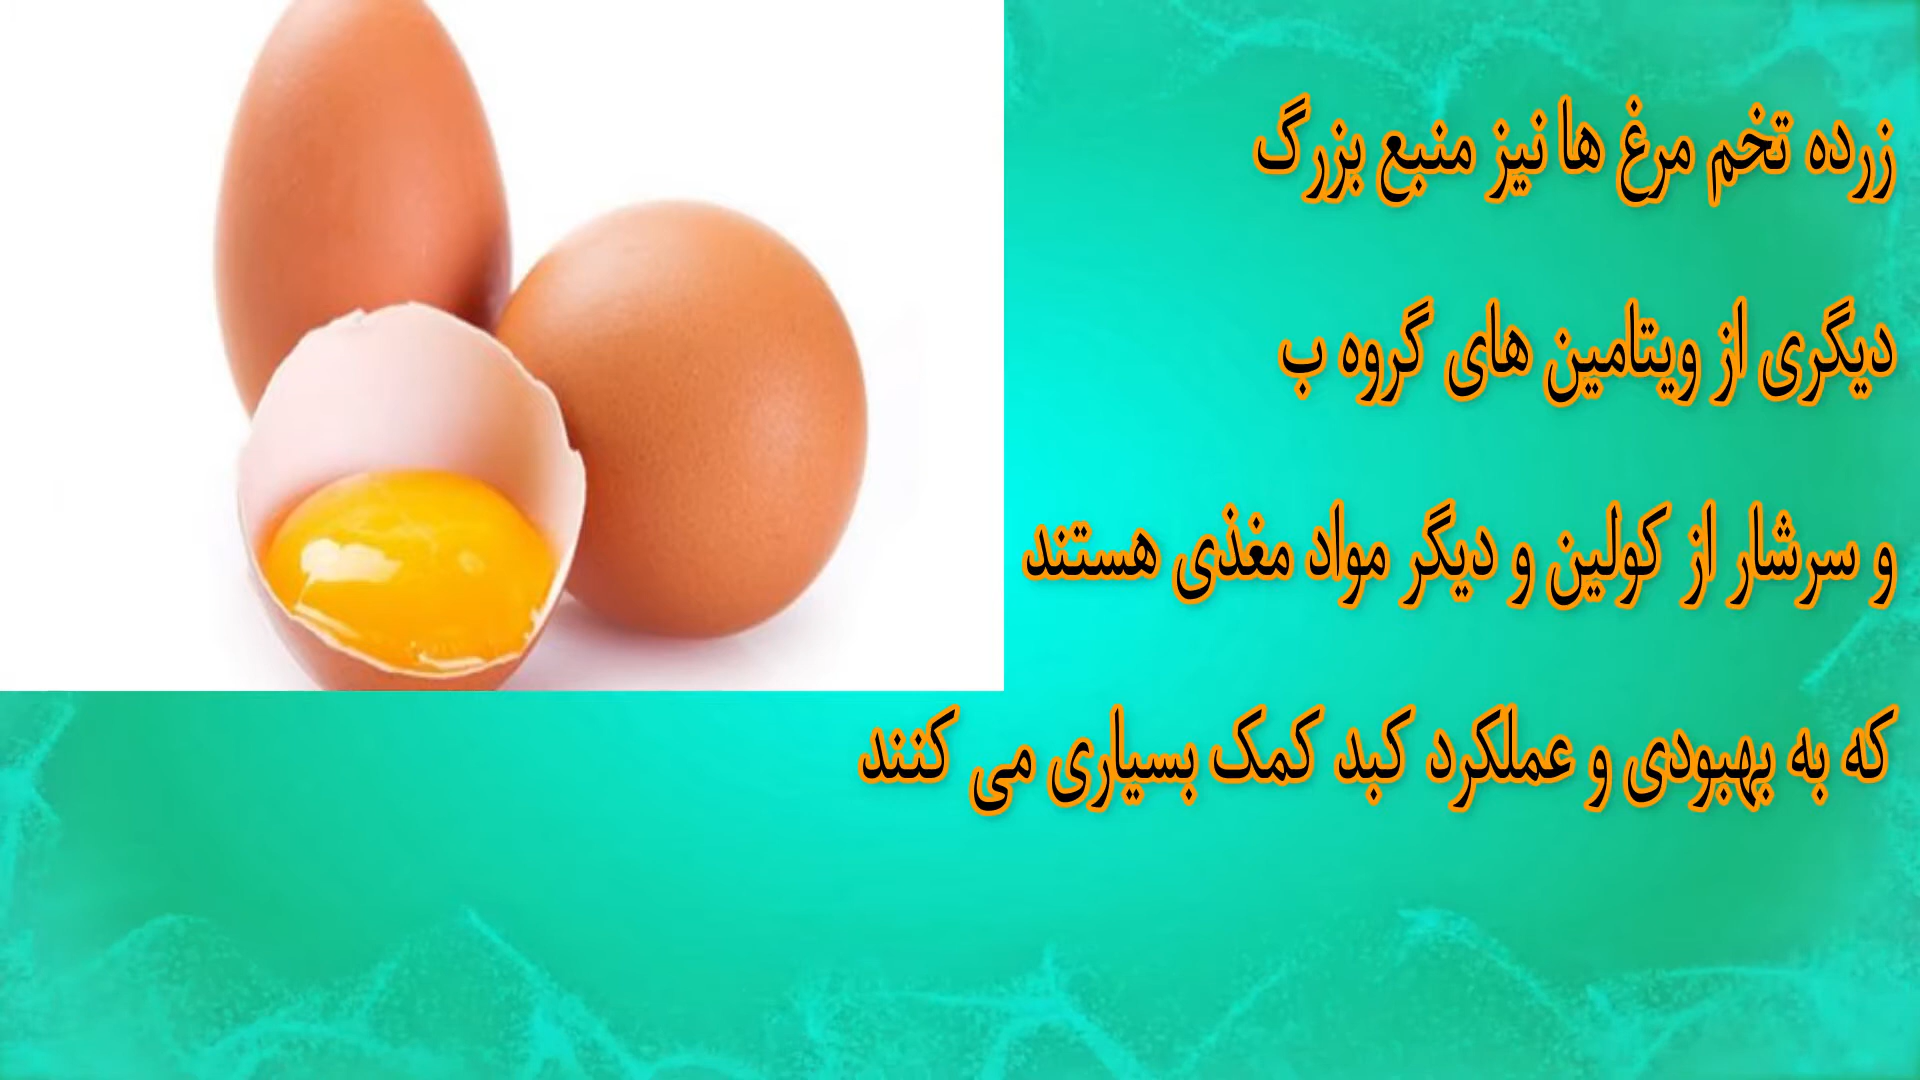 زرده تخم مرغ ها نیز منبع بزرگ
دیگری از ویتامین های گروه ب
و سرشار از کولین و دیگر مواد مغذی هستند
که به بهبودی و عملکرد کبد کمک بسیاری می کنند